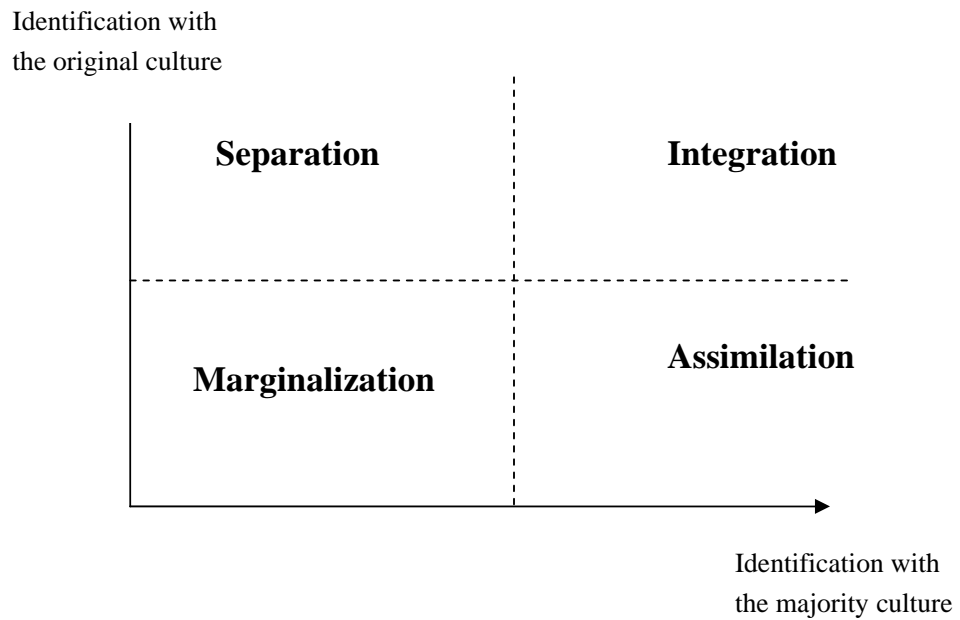 Identification with
the original culture
Separation
Integration
Marginalization
Assimilation
Identification with
the majority culture